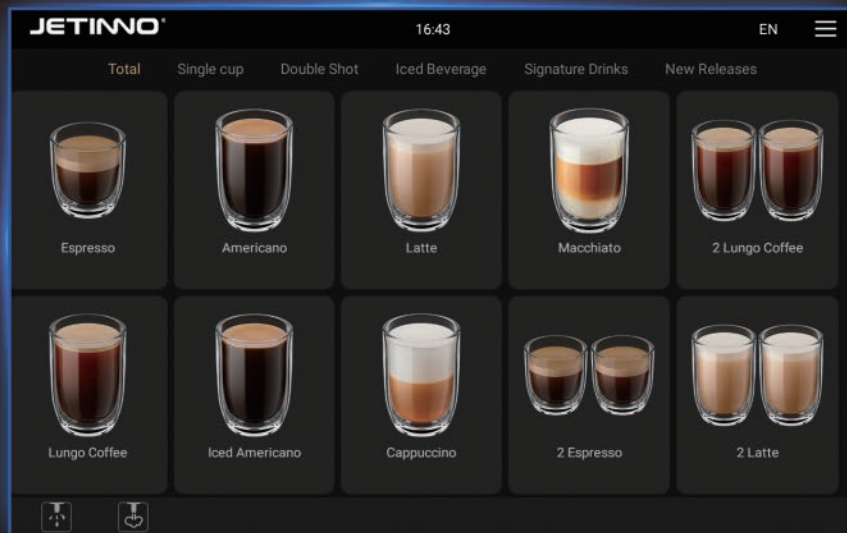 JETINNO
16:43
EN
Total Single cup Double Shot Iced Beverage Signature Drinks New Releases
Espresso Americano Latte Macchiato 2 Lungo Coffee
Lungo Coffee Iced Americano Cappuccino 2 Espresso 2 Latte